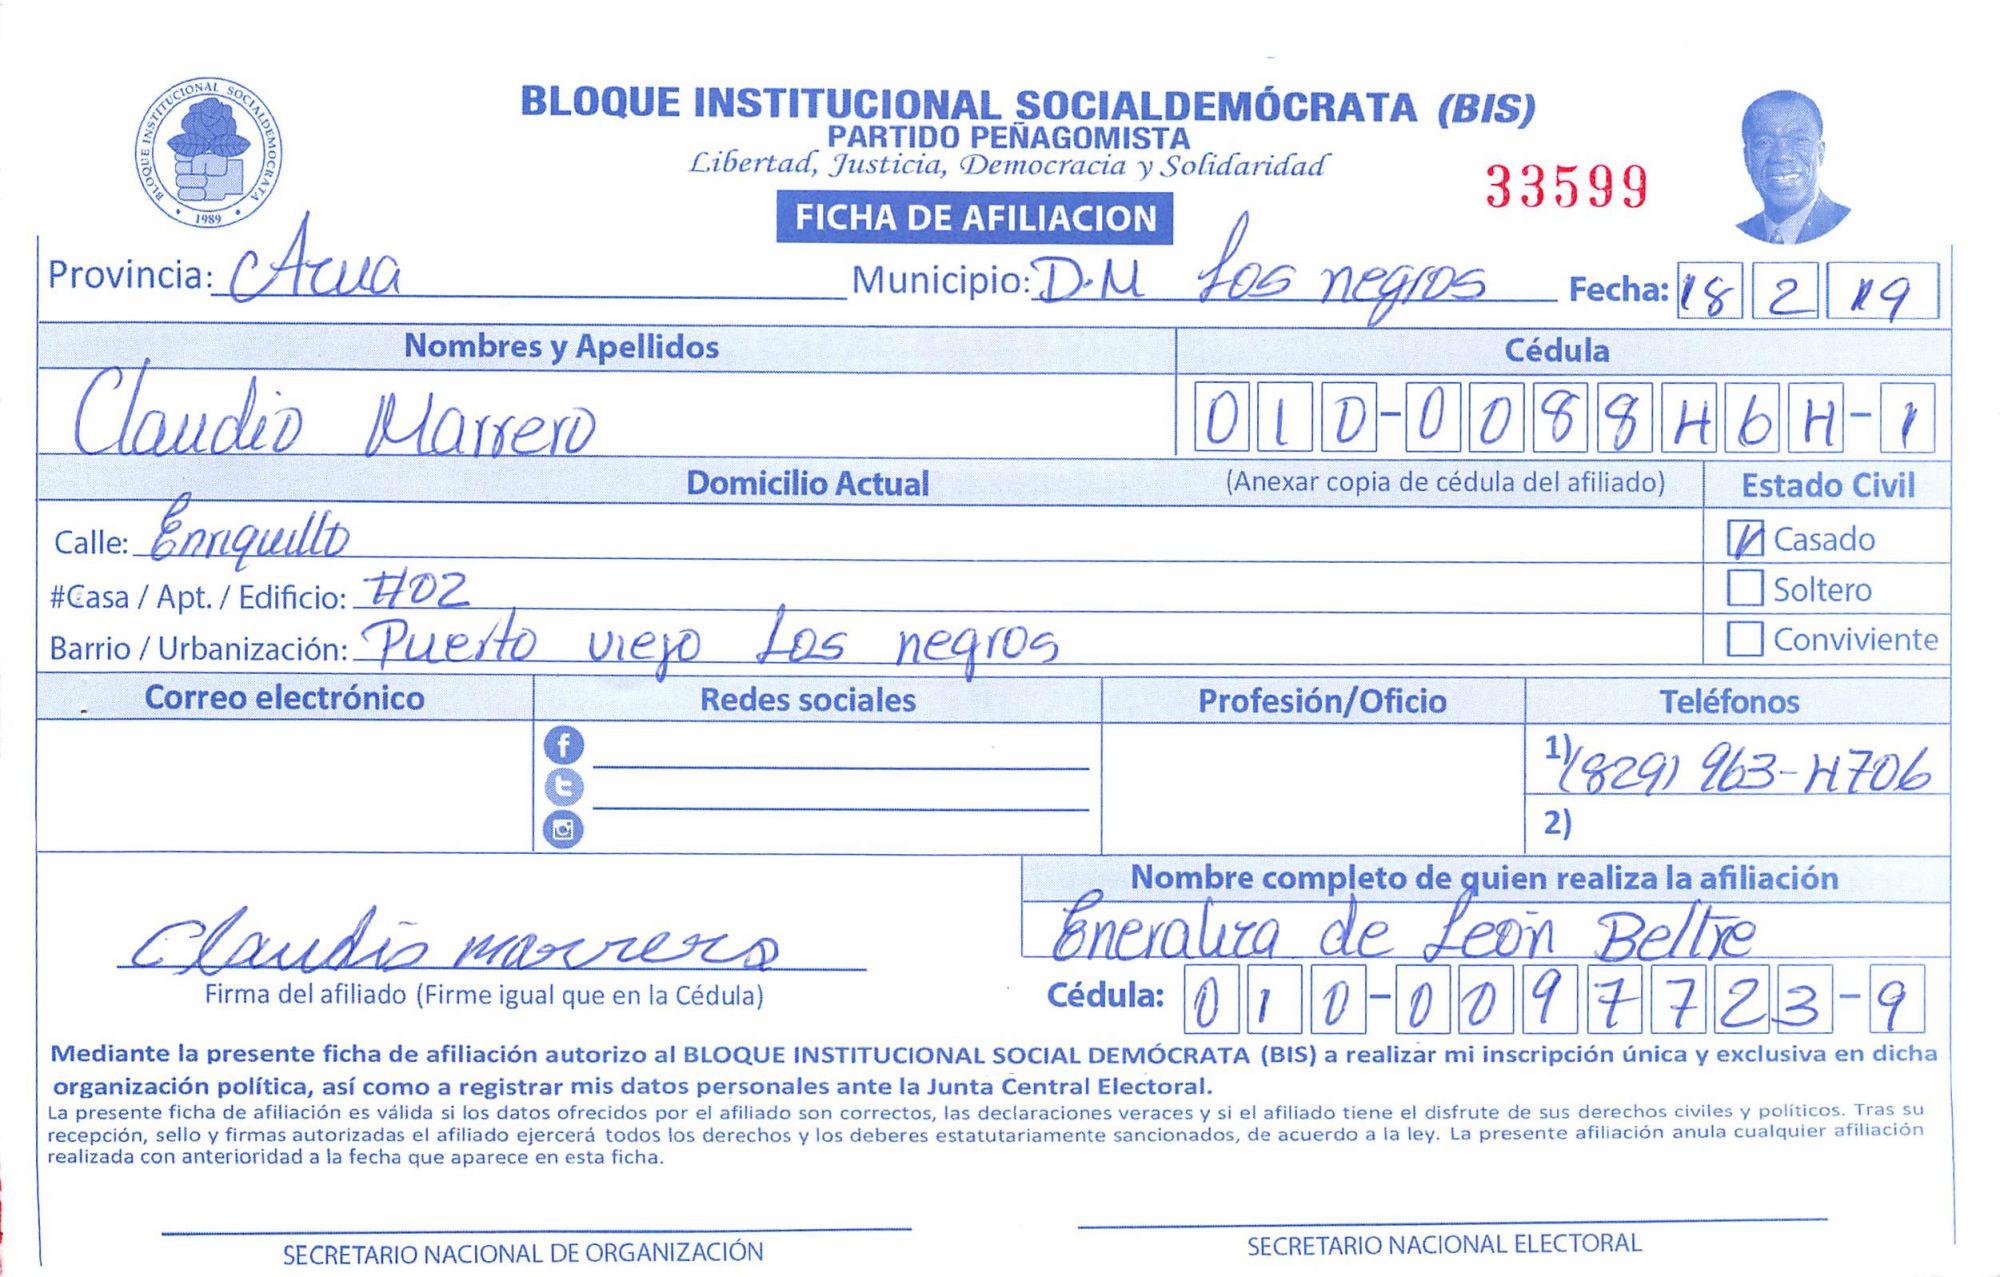 BLOQUE INSTITUCIONAL SOCIALDEMOCRATA
1989
BLOQUE INSTITUCIONAL SOCIALDEMÓCRATA (BIS)
PARTIDO PEÑAGOMISTA
Libertad, Justicia, Democracia y Solidaridad
33599
FICHA DE AFILIACION
Provincia: Azua Municipio: D.M Los negros Fecha: 18 2 19
Nombres y Apellidos Cédula
Claudio Marrero 010-0088464-1
Domicilio Actual (Anexar copia de cédula del afiliado) Estado Civil
Calle: Enriquillo Casado
#Casa / Apt. / Edificio: #02 Soltero
Barrio / Urbanización: Puerto viejo Los negros Conviviente
Correo electrónico Redes sociales Profesión/Oficio Teléfonos
1) (829) 963-4706
2)
Nombre completo de quien realiza la afiliación
Eneraliza de León Beltre
Claudio marrero
Firma del afiliado (Firme igual que en la Cédula) Cédula: 010-0097723-9
Mediante la presente ficha de afiliación autorizo al BLOQUE INSTITUCIONAL SOCIAL DEMÓCRATA (BIS) a realizar mi inscripción única y exclusiva en dicha
organización política, así como a registrar mis datos personales ante la Junta Central Electoral.
La presente ficha de afiliación es válida si los datos ofrecidos por el afiliado son correctos, las declaraciones veraces y si el afiliado tiene el disfrute de sus derechos civiles y políticos. Tras su
recepción, sello y firmas autorizadas el afiliado ejercerá todos los derechos y los deberes estatutariamente sancionados, de acuerdo a la ley. La presente afiliación anula cualquier afiliación
realizada con anterioridad a la fecha que aparece en esta ficha.
SECRETARIO NACIONAL DE ORGANIZACIÓN SECRETARIO NACIONAL ELECTORAL